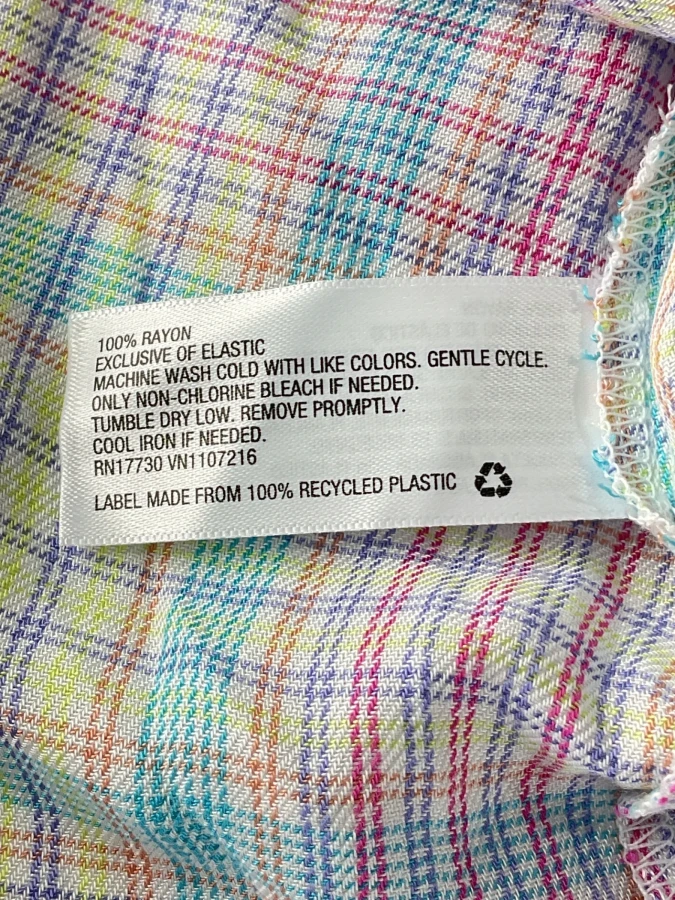 100% RAYON
EXCLUSIVE OF ELASTIC
MACHINE WASH COLD WITH LIKE COLORS. GENTLE CYCLE.
ONLY NON-CHLORINE BLEACH IF NEEDED.
TUMBLE DRY LOW. REMOVE PROMPTLY.
COOL IRON IF NEEDED.
RN17730 VN1107216
LABEL MADE FROM 100% RECYCLED PLASTIC